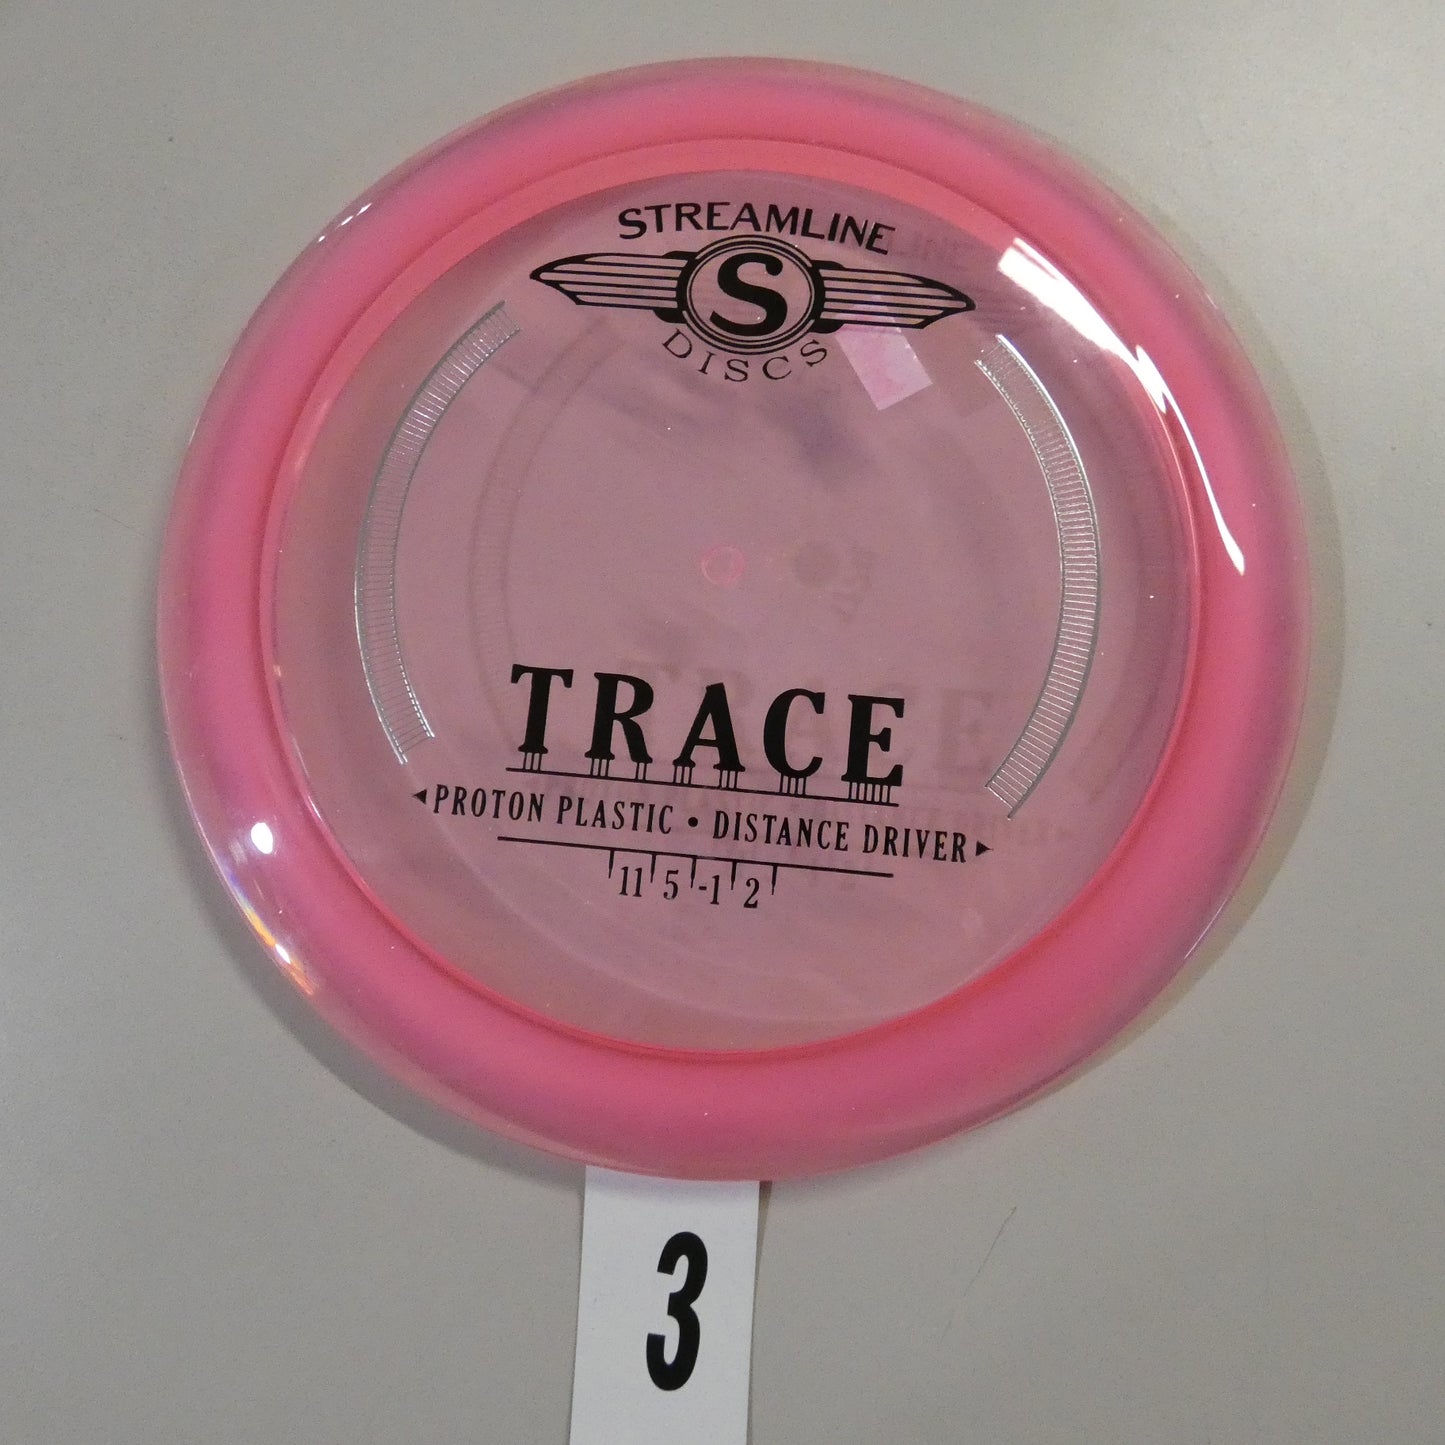 STREAMLINE
S
DISCS
TRACE
PROTON PLASTIC • DISTANCE DRIVER
11 5 -1 2
3